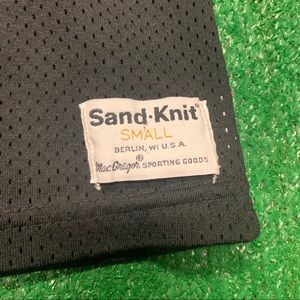 Sand·Knit®
SMALL
BERLIN, WI U.S.A.
MacGregor SPORTING GOODS